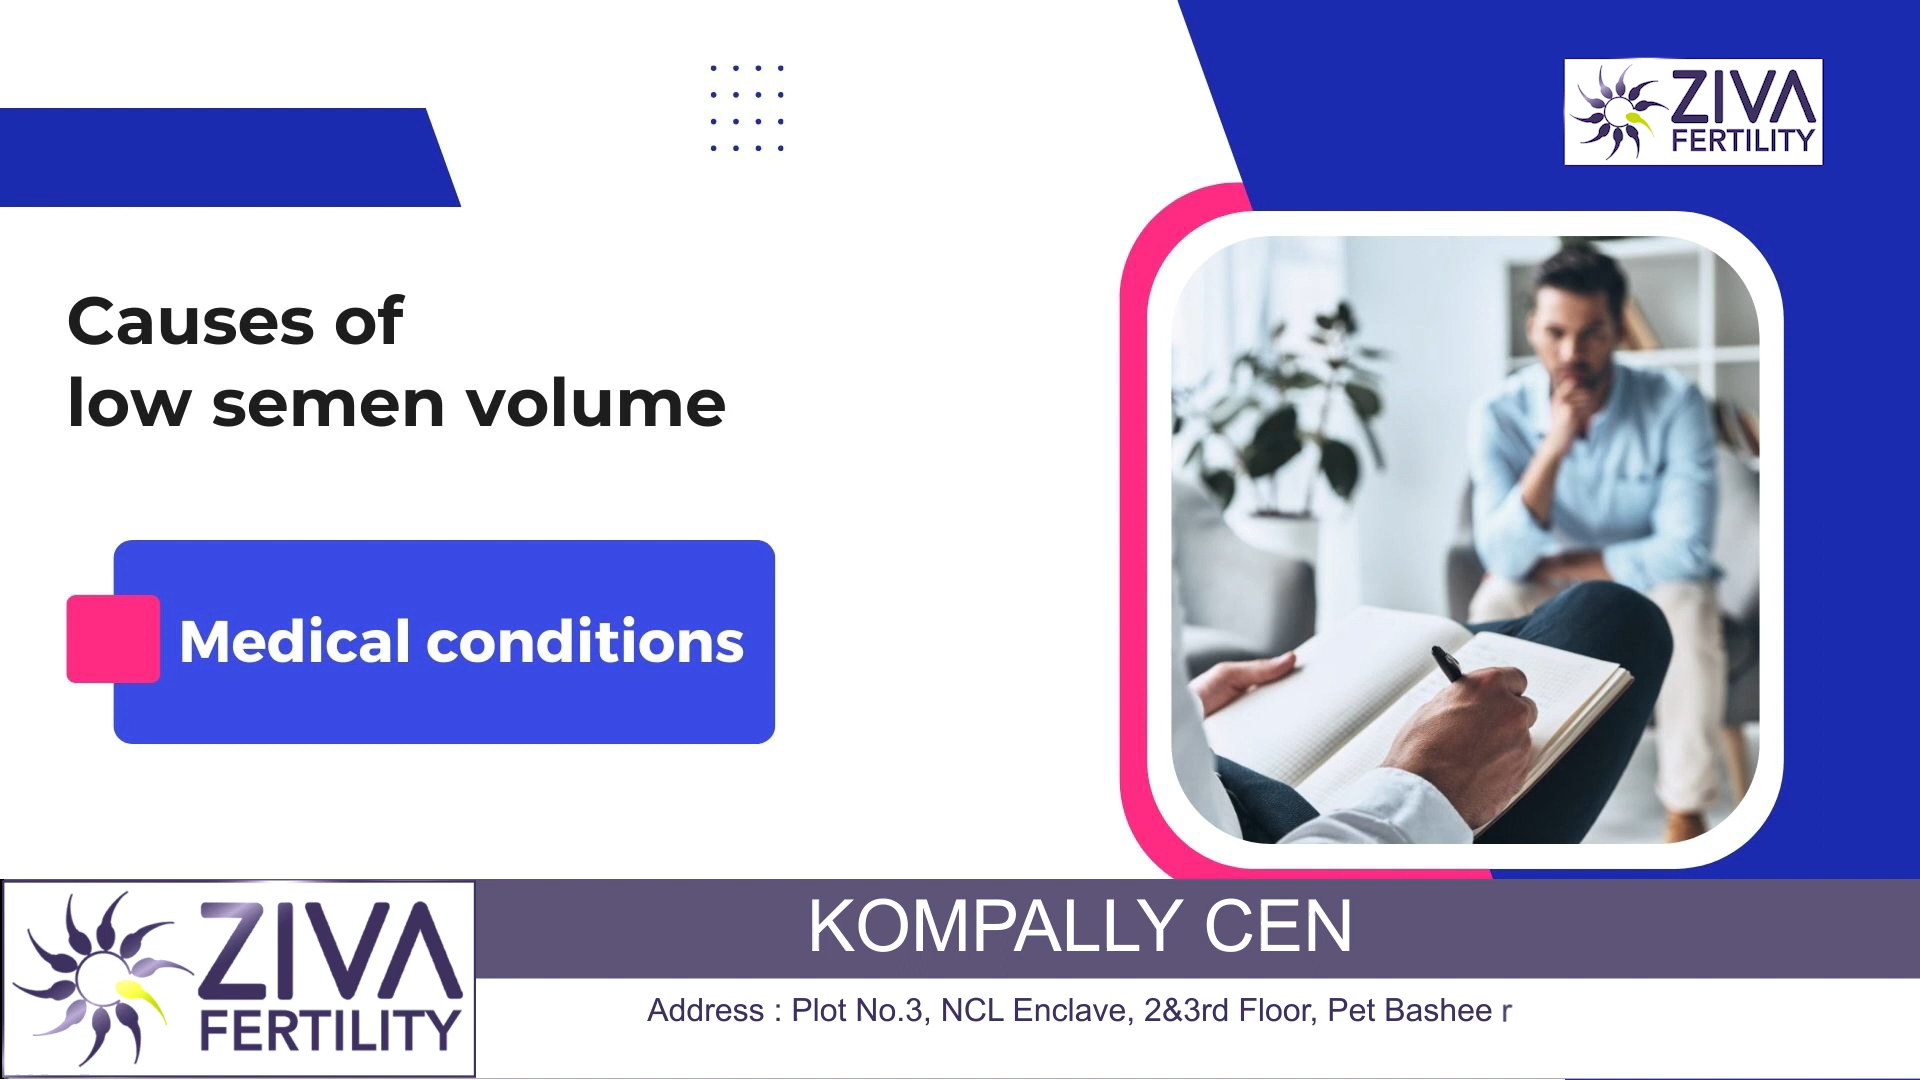 ZIVA
FERTILITY
Causes of
low semen volume
Medical conditions
ZIVA
FERTILITY
KOMPALLY CEN
Address : Plot No.3, NCL Enclave, 2&3rd Floor, Pet Bashee r